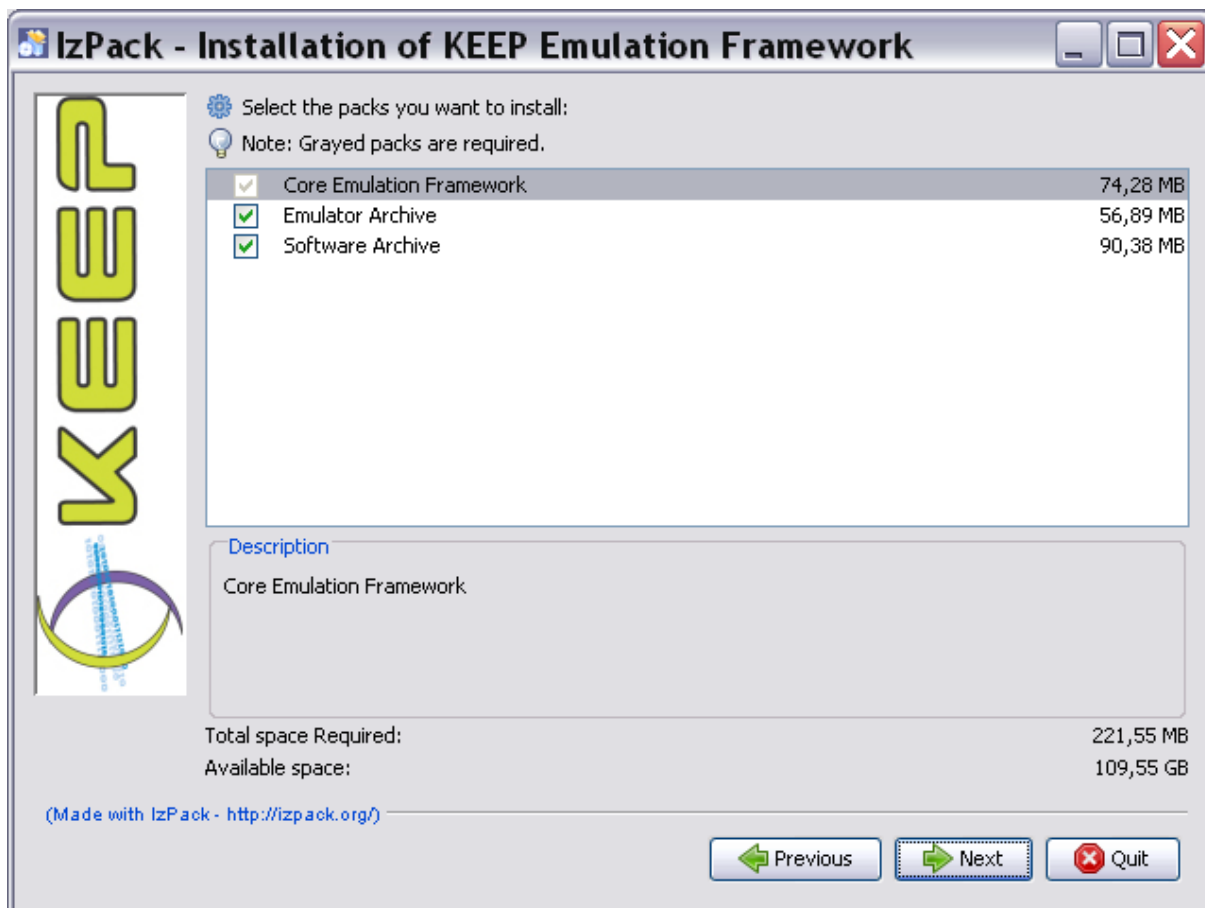 IzPack - Installation of KEEP Emulation Framework
KEEP
Select the packs you want to install:
Note: Grayed packs are required.
Core Emulation Framework 74,28 MB
Emulator Archive 56,89 MB
Software Archive 90,38 MB
Description
Core Emulation Framework
Total space Required: 221,55 MB
Available space: 109,55 GB
(Made with IzPack - http://izpack.org/)
Previous Next Quit